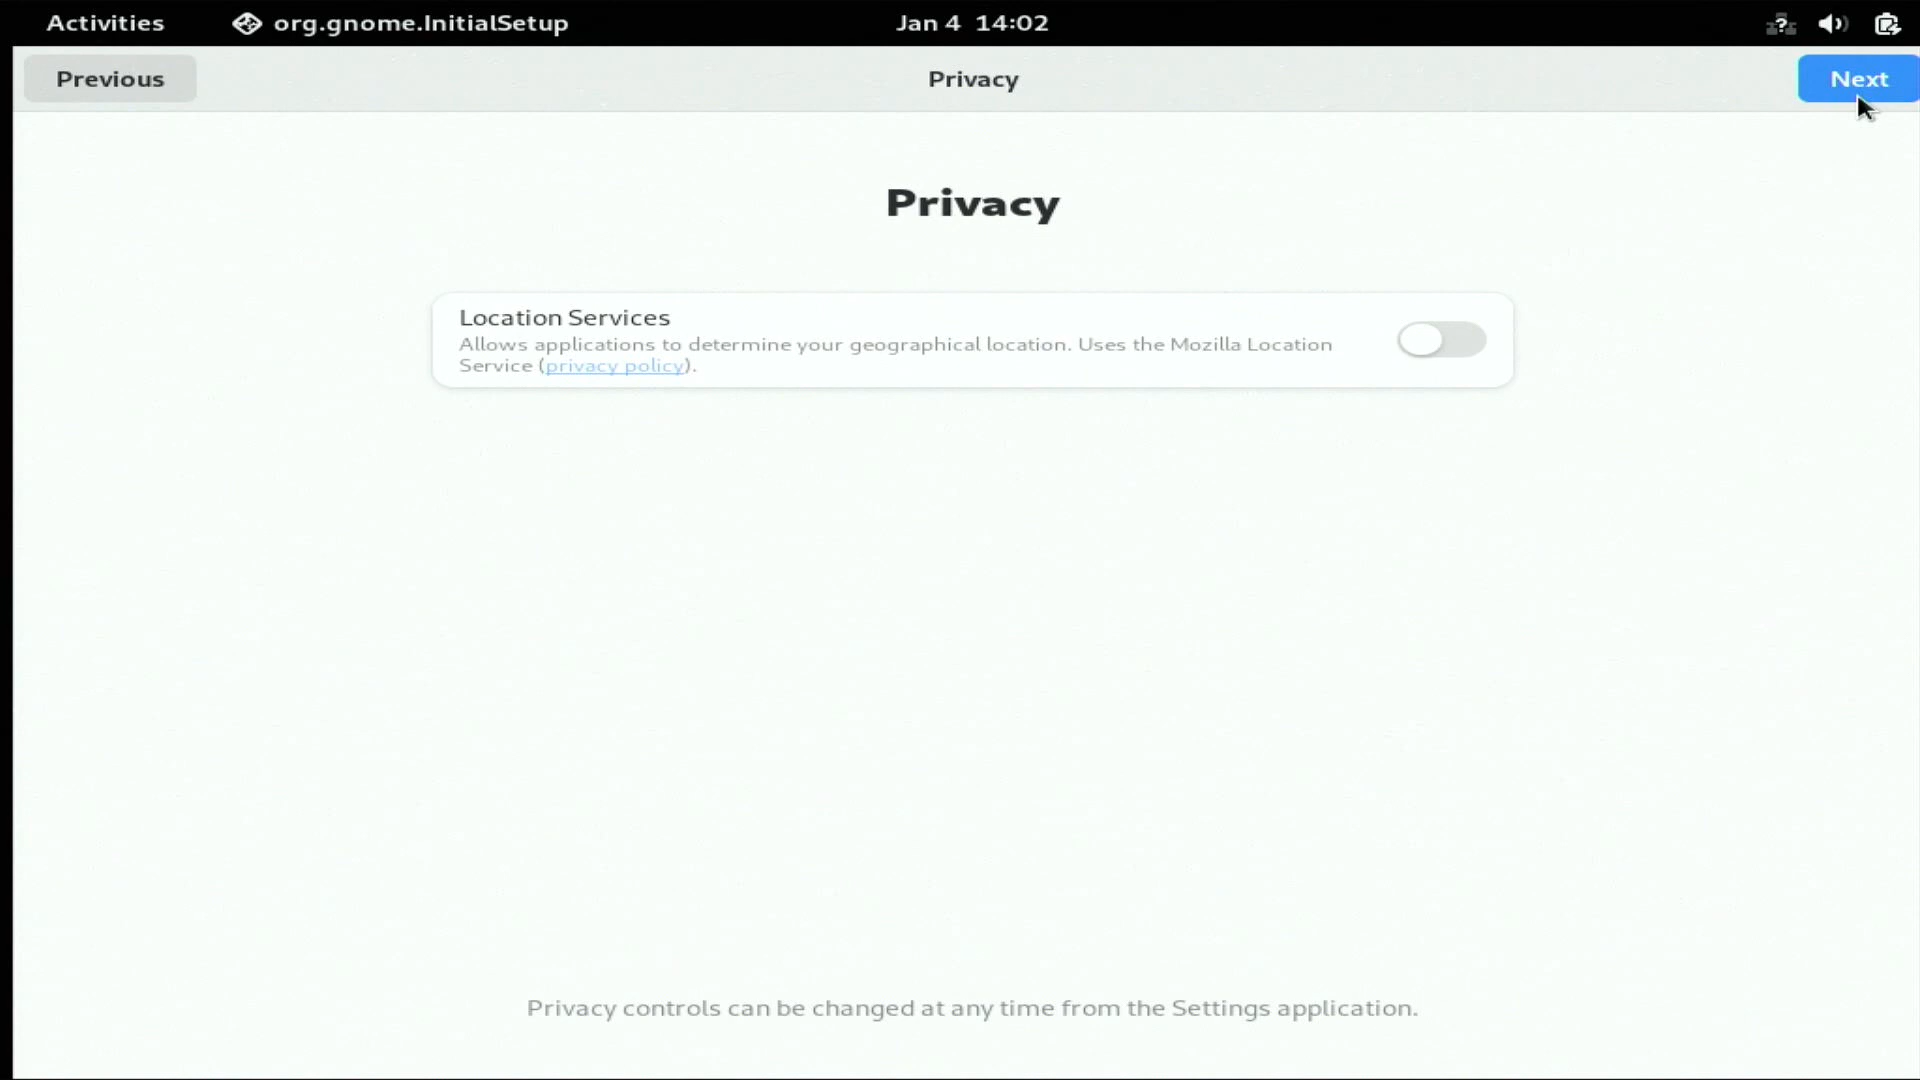 Activities
org.gnome.InitialSetup
Jan 4 14:02
Previous
Privacy
Next
Privacy
Location Services
Allows applications to determine your geographical location. Uses the Mozilla Location
Service (privacy policy).
Privacy controls can be changed at any time from the Settings application.